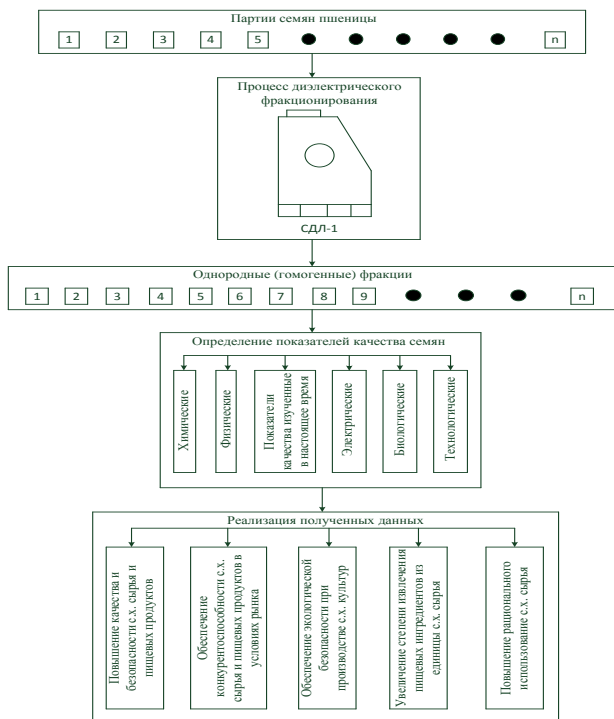 Партии семян пшеницы
1 2 3 4 5 n
Процесс диэлектрического
фракционирования
СДЛ-1
Однородные (гомогенные) фракции
1 2 3 4 5 6 7 8 9 n
Определение показателей качества семян
Химические
Физические
Показатели
качества изученные
в настоящее время
Электрические
Биологические
Технологические
Реализация полученных данных
Повышение качества и
безопасности с.х. сырья и
пищевых продуктов
Обеспечение
конкурентоспособности с.х.
сырья и пищевых продуктов в
условиях рынка
Обеспечение экологической
безопасности при
производстве с.х. культур
Увеличение степени извлечения
пищевых ингредиентов из
единицы с.х. сырья
Повышение рационального
использование с.х. сырья